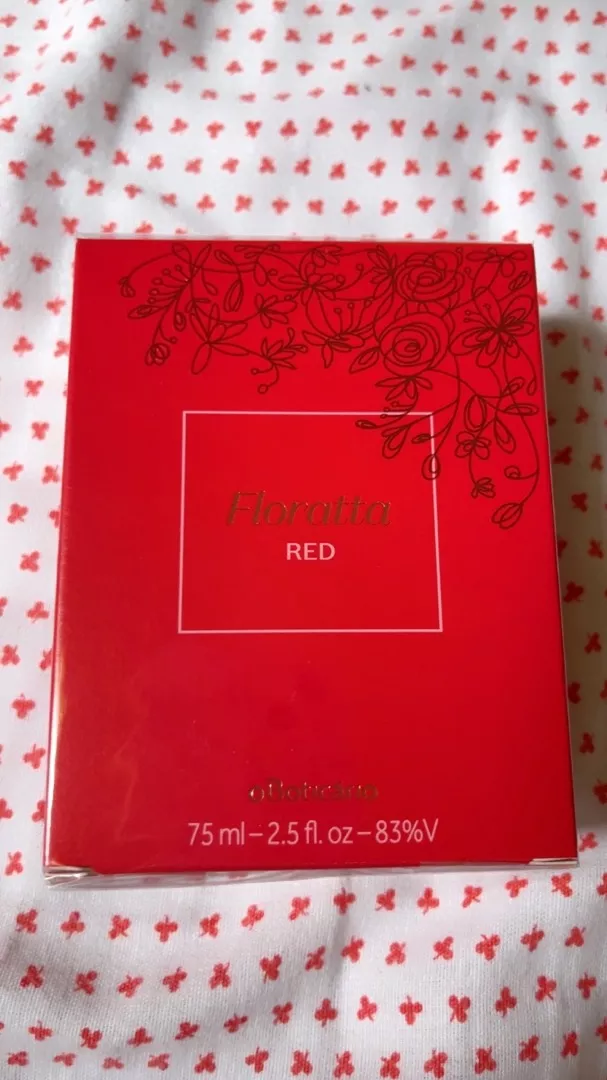 Floratta
RED
oBoticário
75 ml – 2.5 fl. oz – 83%V